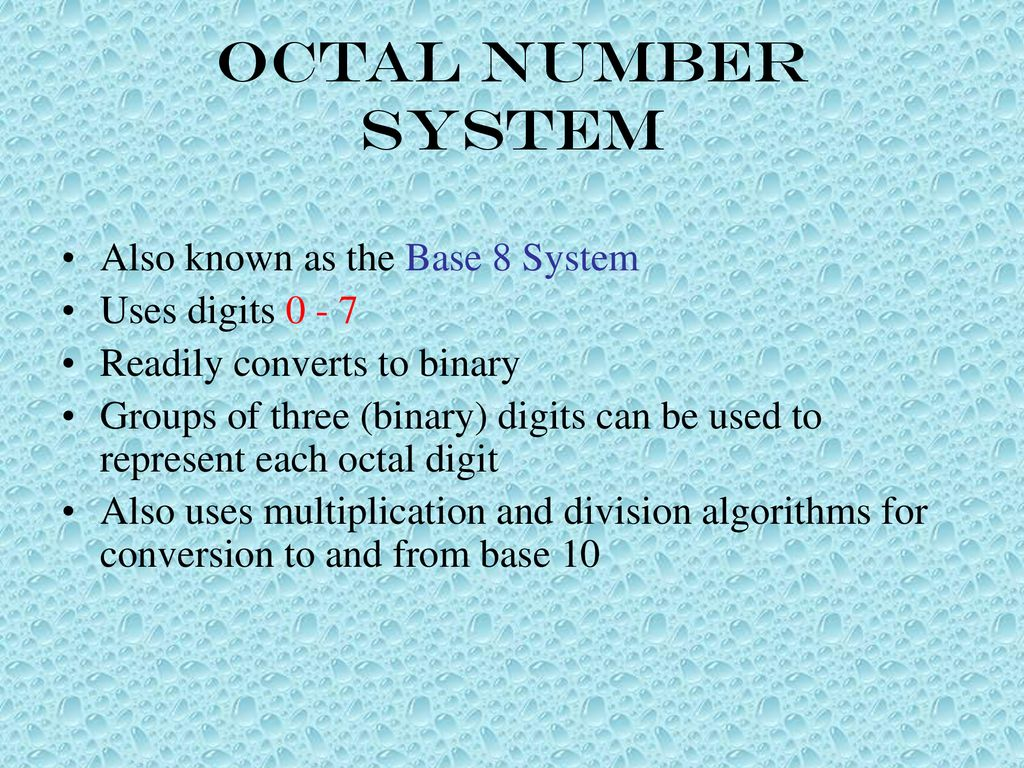 OCTAL NUMBER
SYSTEM
• Also known as the Base 8 System
• Uses digits 0 - 7
• Readily converts to binary
• Groups of three (binary) digits can be used to
represent each octal digit
• Also uses multiplication and division algorithms for
conversion to and from base 10